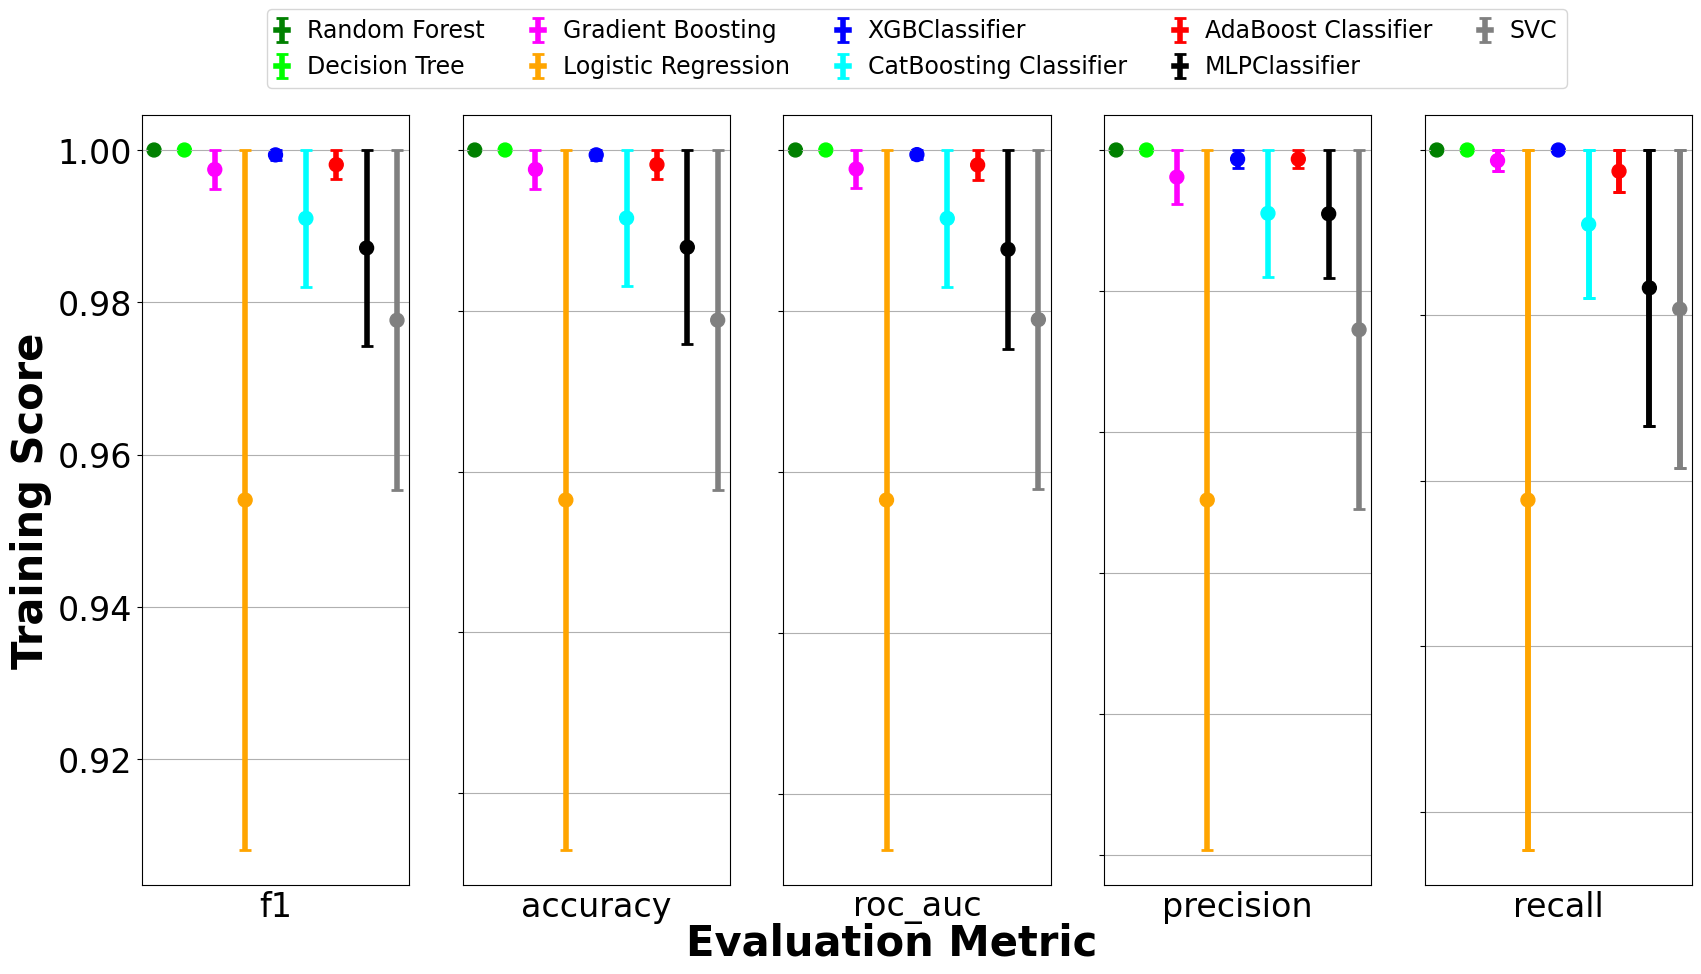 Random Forest
Decision Tree
Gradient Boosting
Logistic Regression
XGBClassifier
CatBoosting Classifier
AdaBoost Classifier
MLPClassifier
SVC
Training Score
1.00
0.98
0.96
0.94
0.92
f1
accuracy
roc_auc
precision
recall
Evaluation Metric